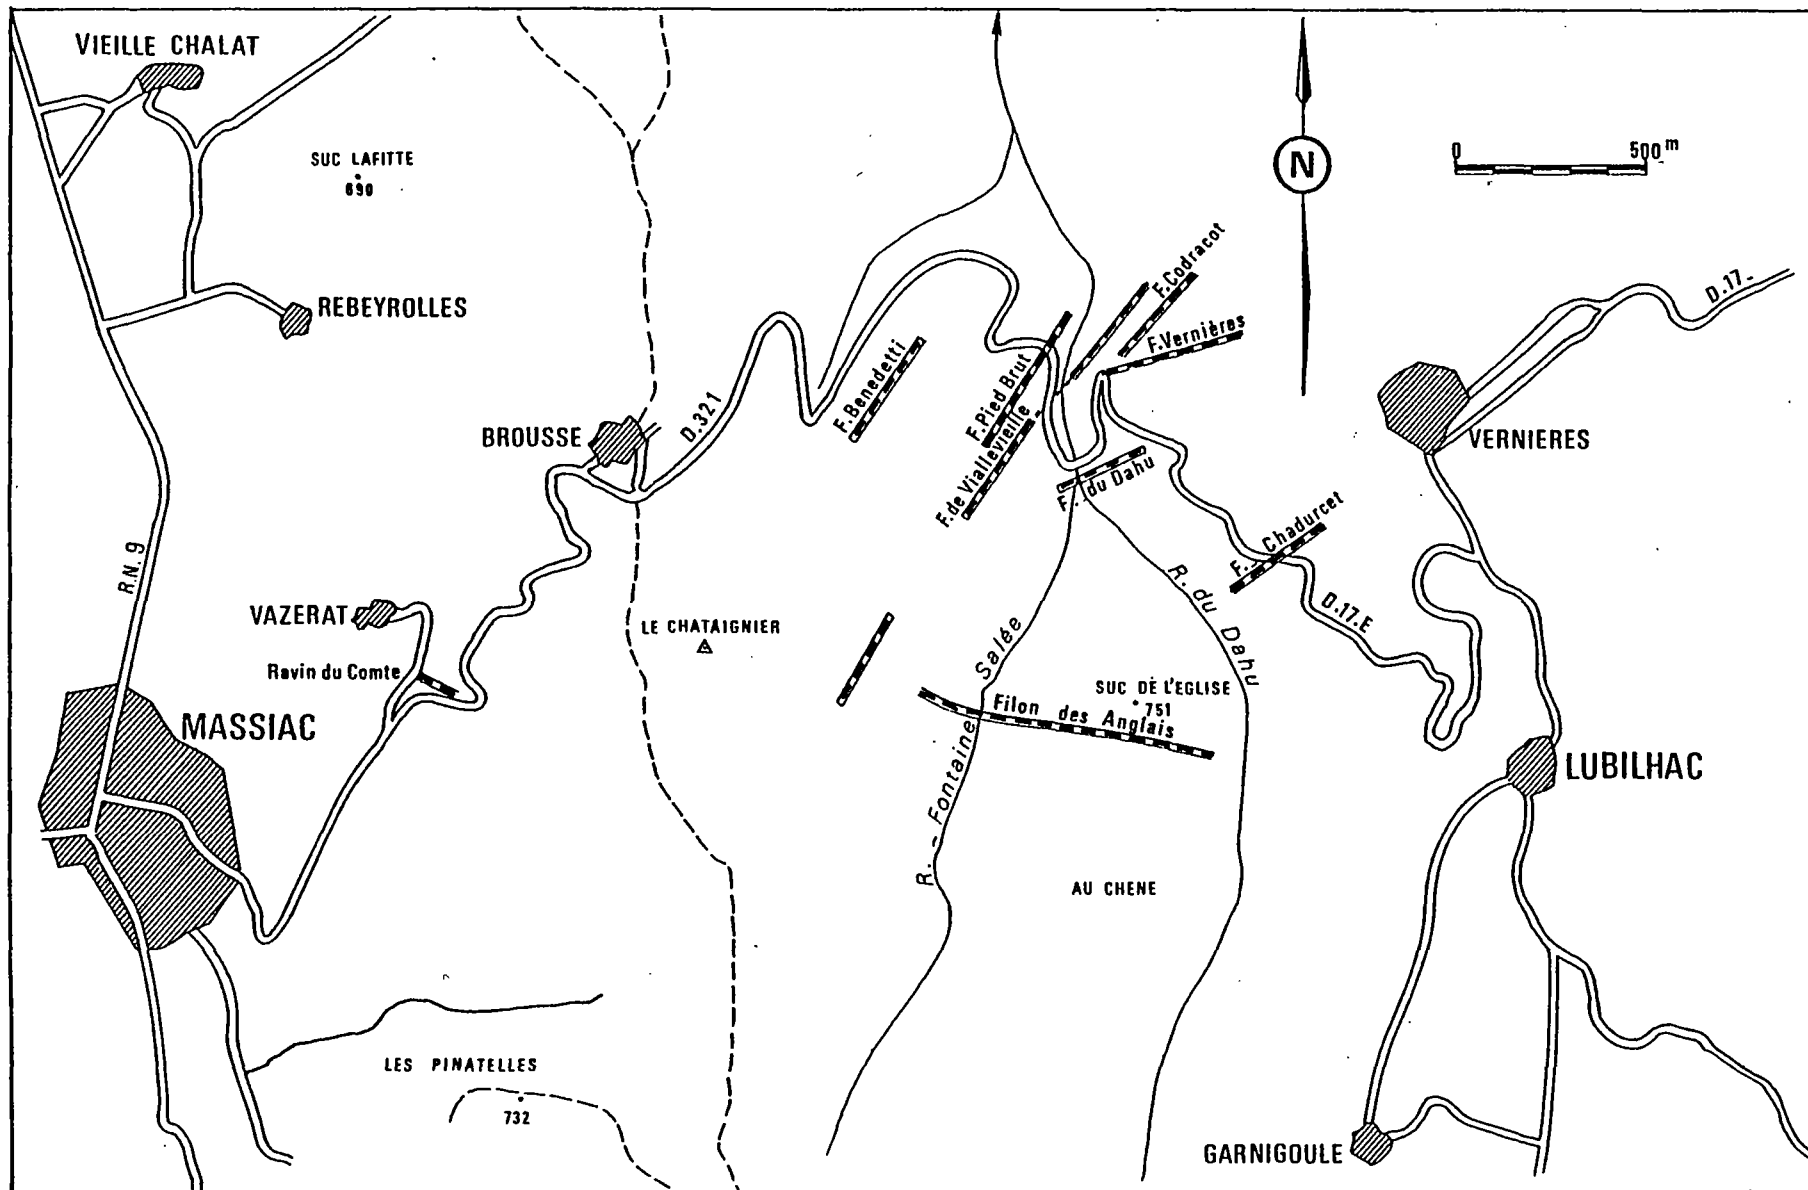 VIEILLE CHALAT
SUC LAFITTE
690
N
0 500 m
REBEYROLLES
F. Codracot
F. Vernières
D.17-
F. Benedetti
F. Pied Brut
D.321
BROUSSE
VERNIERES
F. de Viallevieille
F. du Dahu
F. Chadurcet
R.N. 9
VAZERAT
LE CHATAIGNIER
R. du Dahu
D.17.E
Ravin du Comte
R. - Fontaine Salée
SUC DE L'EGLISE
751
Filon des Anglais
MASSIAC
LUBILHAC
AU CHENE
LES PINATELLES
732
GARNIGOULE